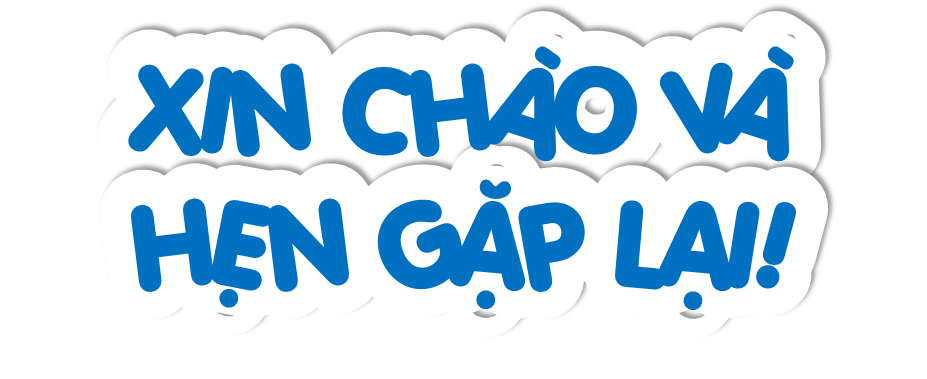 XIN CHÀO VÀ
HẸN GẶP LẠI!